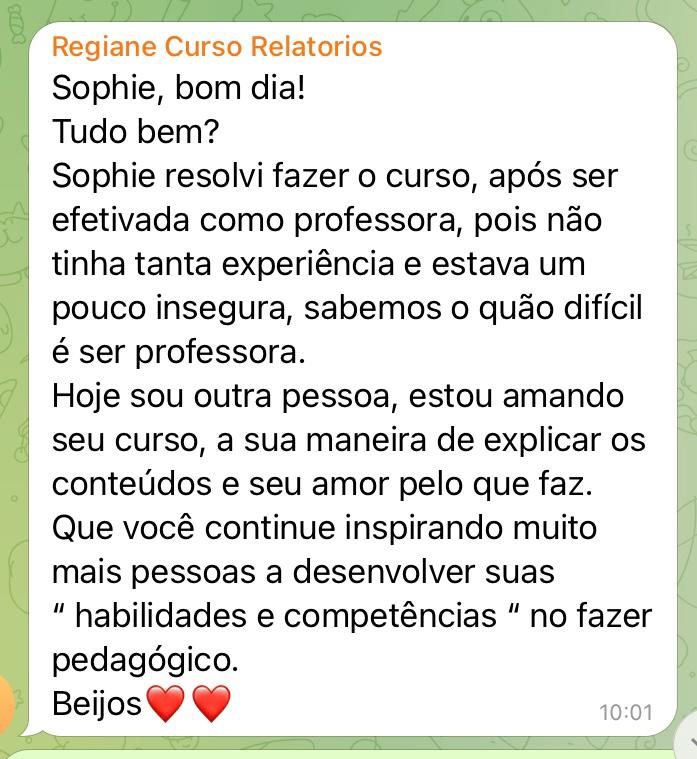 Regiane Curso Relatorios
Sophie, bom dia!
Tudo bem?
Sophie resolvi fazer o curso, após ser
efetivada como professora, pois não
tinha tanta experiência e estava um
pouco insegura, sabemos o quão difícil
é ser professora.
Hoje sou outra pessoa, estou amando
seu curso, a sua maneira de explicar os
conteúdos e seu amor pelo que faz.
Que você continue inspirando muito
mais pessoas a desenvolver suas
“ habilidades e competências “ no fazer
pedagógico.
Beijos❤️❤️
10:01